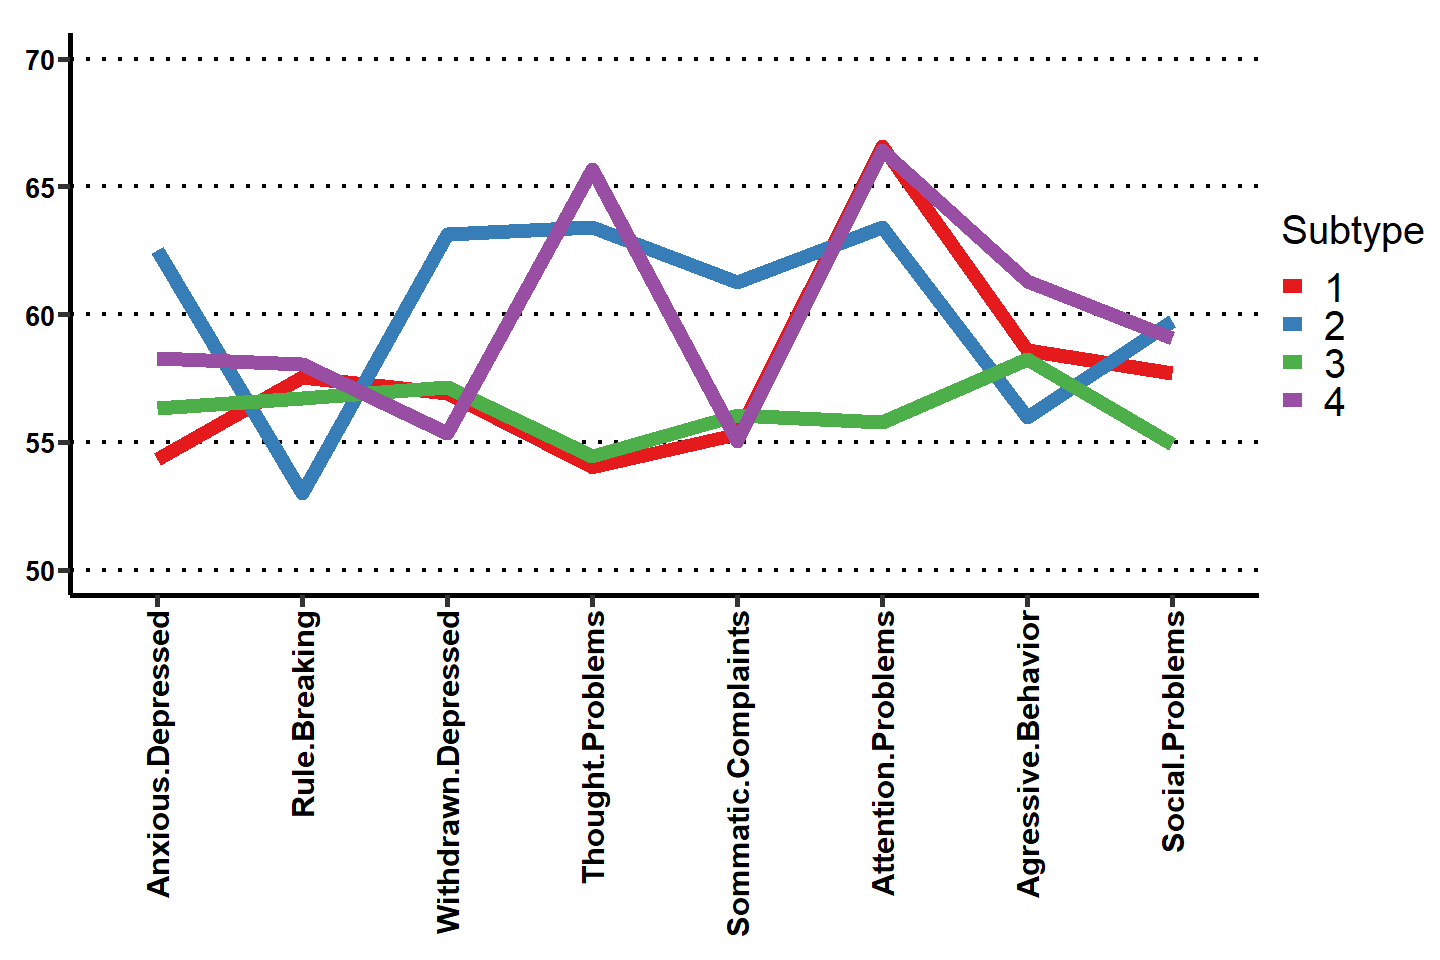 70
65
60
55
50
Anxious.Depressed
Rule.Breaking
Withdrawn.Depressed
Thought.Problems
Sommatic.Complaints
Attention.Problems
Agressive.Behavior
Social.Problems
Subtype
1
2
3
4